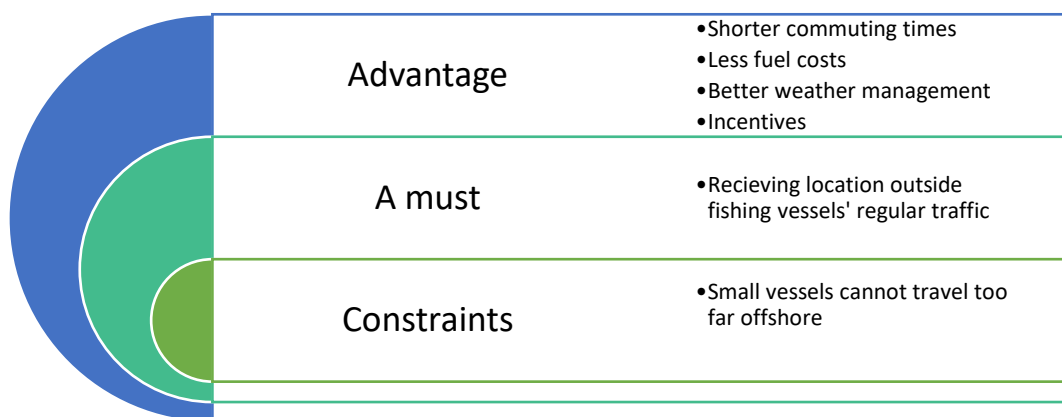 Advantage
•Shorter commuting times
•Less fuel costs
•Better weather management
•Incentives
A must
•Recieving location outside
fishing vessels' regular traffic
Constraints
•Small vessels cannot travel too
far offshore